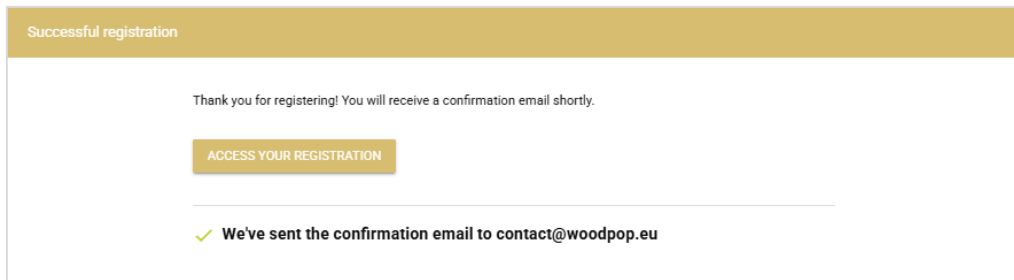 Successful registration
Thank you for registering! You will receive a confirmation email shortly.
ACCESS YOUR REGISTRATION
We've sent the confirmation email to contact@woodpop.eu